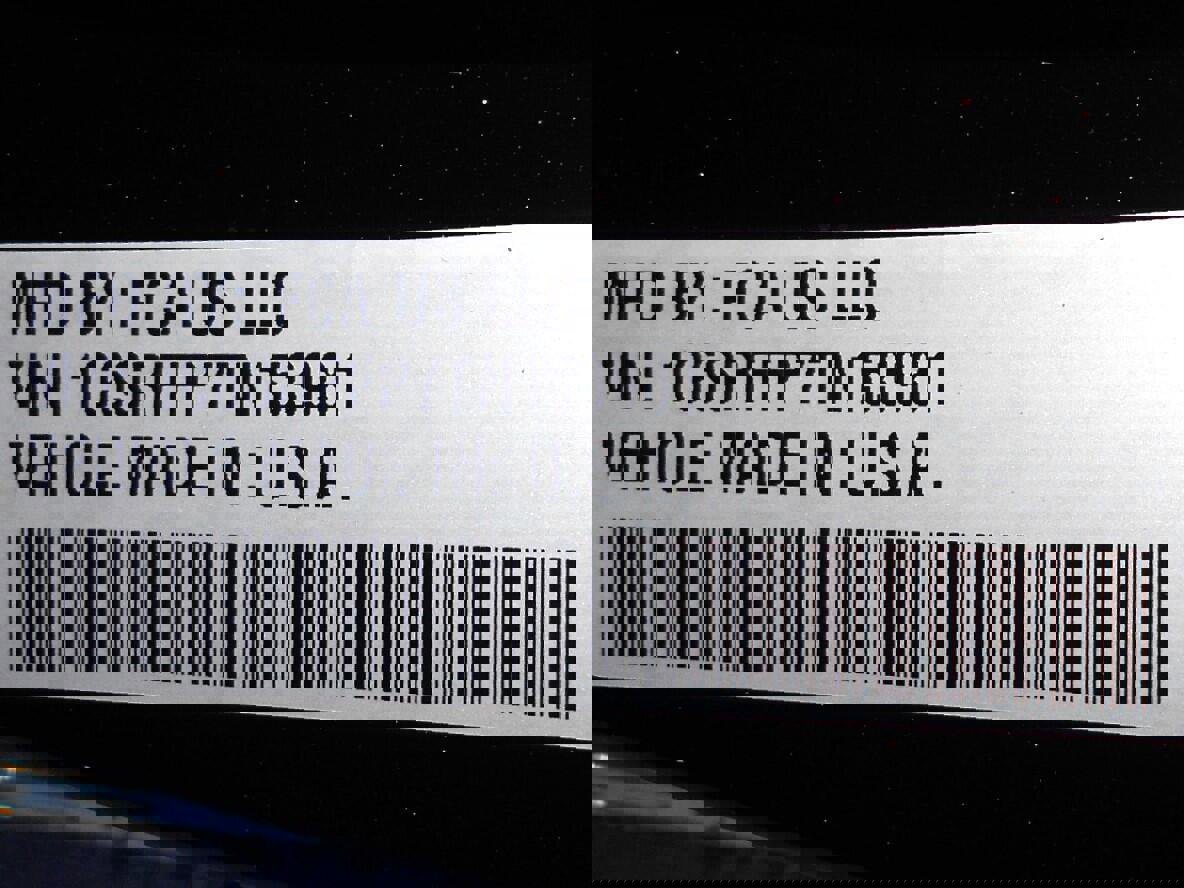 MFD BY : FCA US LLC
VIN
VEHICLE MADE IN : U.S.A.
MFD BY : FCA US LLC
VIN
VEHICLE MADE IN : U.S.A.